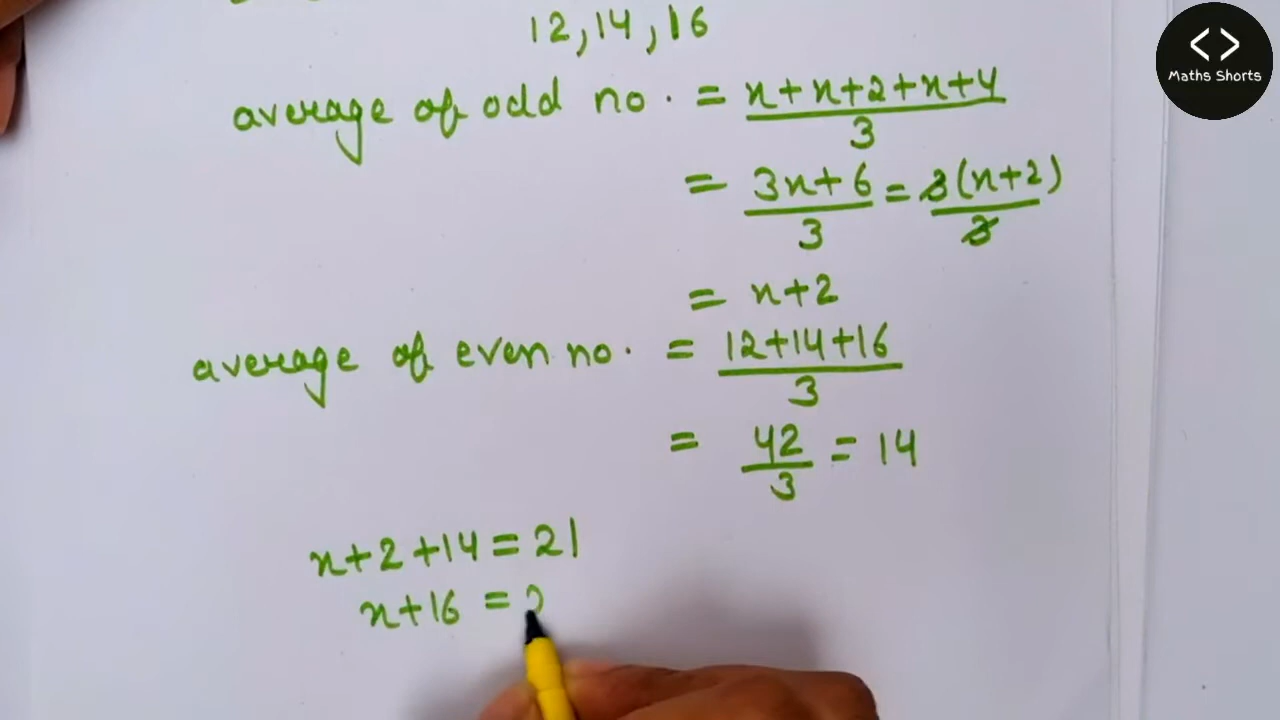 12, 14, 16
average of odd no. = x+x+2+x+4 / 3
= 3x+6 / 3 = 3(x+2) / 3
= x+2
average of even no. = 12+14+16 / 3
= 42 / 3 = 14
x+2+14 = 21
x+16 =
<> 
Maths Shorts